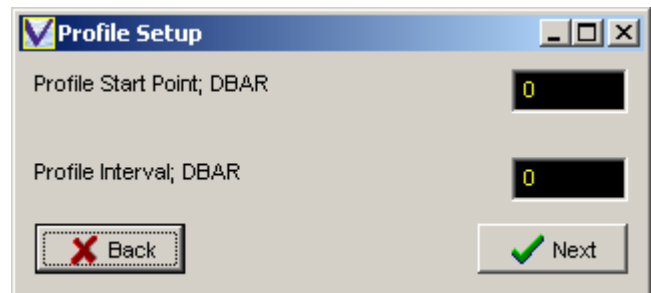 Profile Setup
Profile Start Point; DBAR 0
Profile Interval; DBAR 0
Back Next